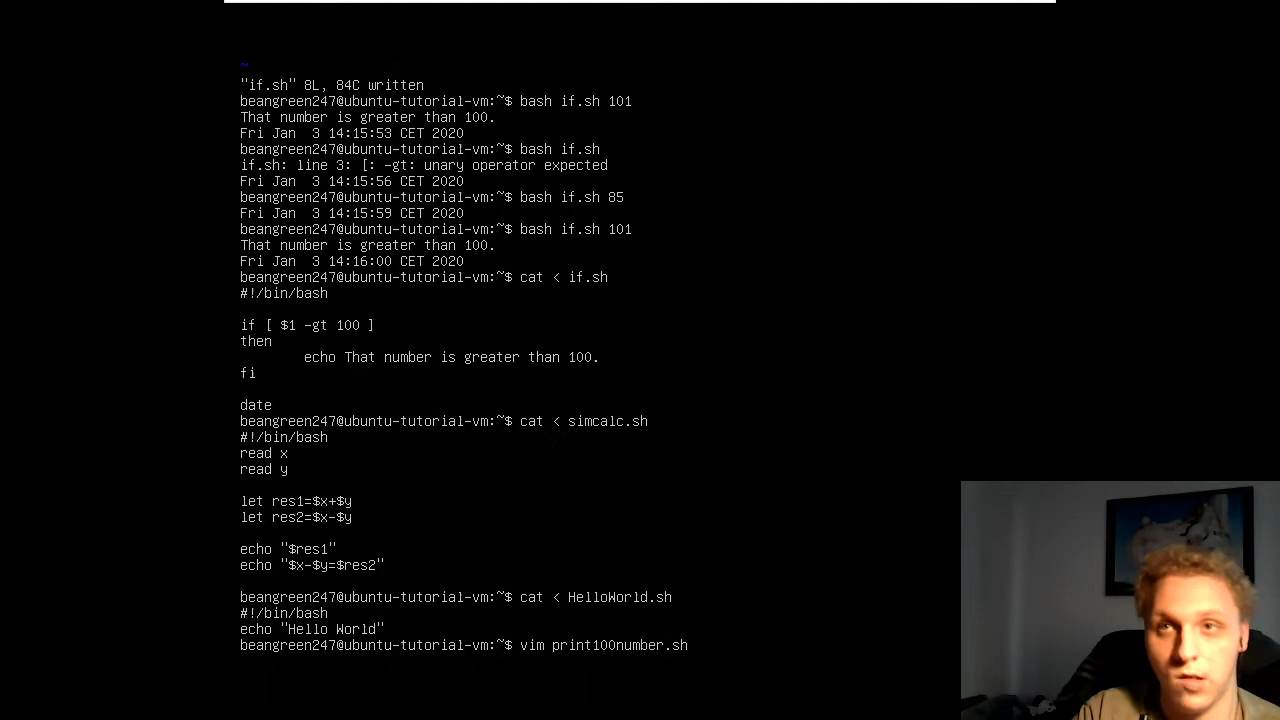 ~
"if.sh" 8L, 84C written
beangreen247@ubuntu-tutorial-vm:~$ bash if.sh 101
That number is greater than 100.
Fri Jan  3 14:15:53 CET 2020
beangreen247@ubuntu-tutorial-vm:~$ bash if.sh
if.sh: line 3: [: -gt: unary operator expected
Fri Jan  3 14:15:56 CET 2020
beangreen247@ubuntu-tutorial-vm:~$ bash if.sh 85
Fri Jan  3 14:15:59 CET 2020
beangreen247@ubuntu-tutorial-vm:~$ bash if.sh 101
That number is greater than 100.
Fri Jan  3 14:16:00 CET 2020
beangreen247@ubuntu-tutorial-vm:~$ cat < if.sh
#!/bin/bash
if [ $1 -gt 100 ]
then
        echo That number is greater than 100.
fi
date
beangreen247@ubuntu-tutorial-vm:~$ cat < simcalc.sh
#!/bin/bash
read x
read y
let res1=$x+$y
let res2=$x-$y
echo "$res1"
echo "$x-$y=$res2"
beangreen247@ubuntu-tutorial-vm:~$ cat < HelloWorld.sh
#!/bin/bash
echo "Hello World"
beangreen247@ubuntu-tutorial-vm:~$ vim print100number.sh